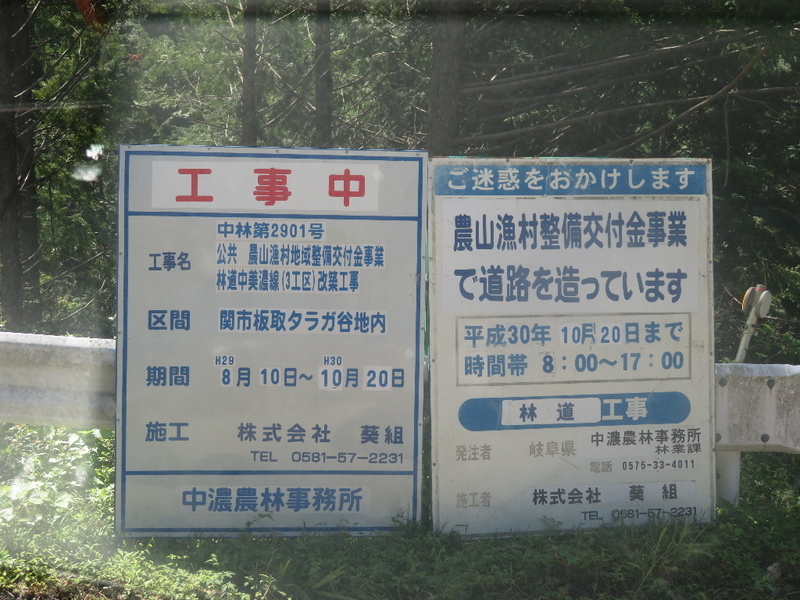 工事中
中林第2901号
工事名 公共 農山漁村地域整備交付金事業
林道中美濃線(3工区)改築工事
区間 関市板取タラガ谷地内
H29 H30
期間 8月10日～10月20日
施工 株式会社 葵組
TEL 0581-57-2231
中濃農林事務所
ご迷惑をおかけします
農山漁村整備交付金事業
で道路を造っています
平成30年 10月20日まで
時間帯 8:00～17:00
林道 工事
発注者 岐阜県 中濃農林事務所
林業課
電話 0575-33-4011
施工者 株式会社 葵組
TEL 0581-57-2231